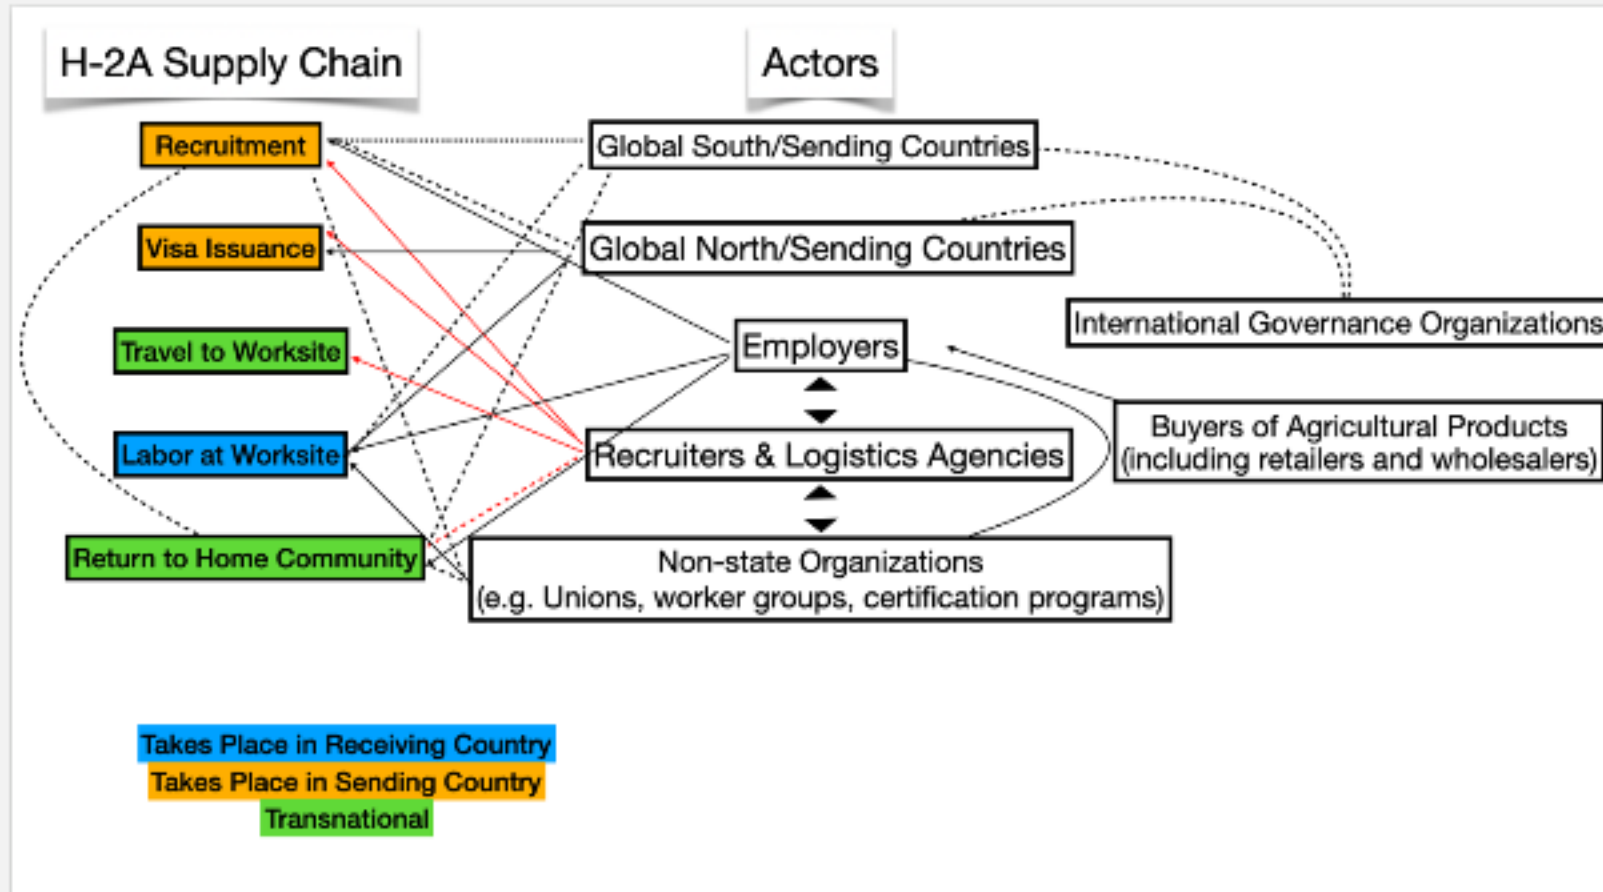 H-2A Supply Chain
Actors
Recruitment
Global South/Sending Countries
Visa Issuance
Global North/Sending Countries
International Governance Organizations
Travel to Worksite
Employers
Buyers of Agricultural Products
(including retailers and wholesalers)
Labor at Worksite
Recruiters & Logistics Agencies
Return to Home Community
Non-state Organizations
(e.g. Unions, worker groups, certification programs)
Takes Place in Receiving Country
Takes Place in Sending Country
Transnational